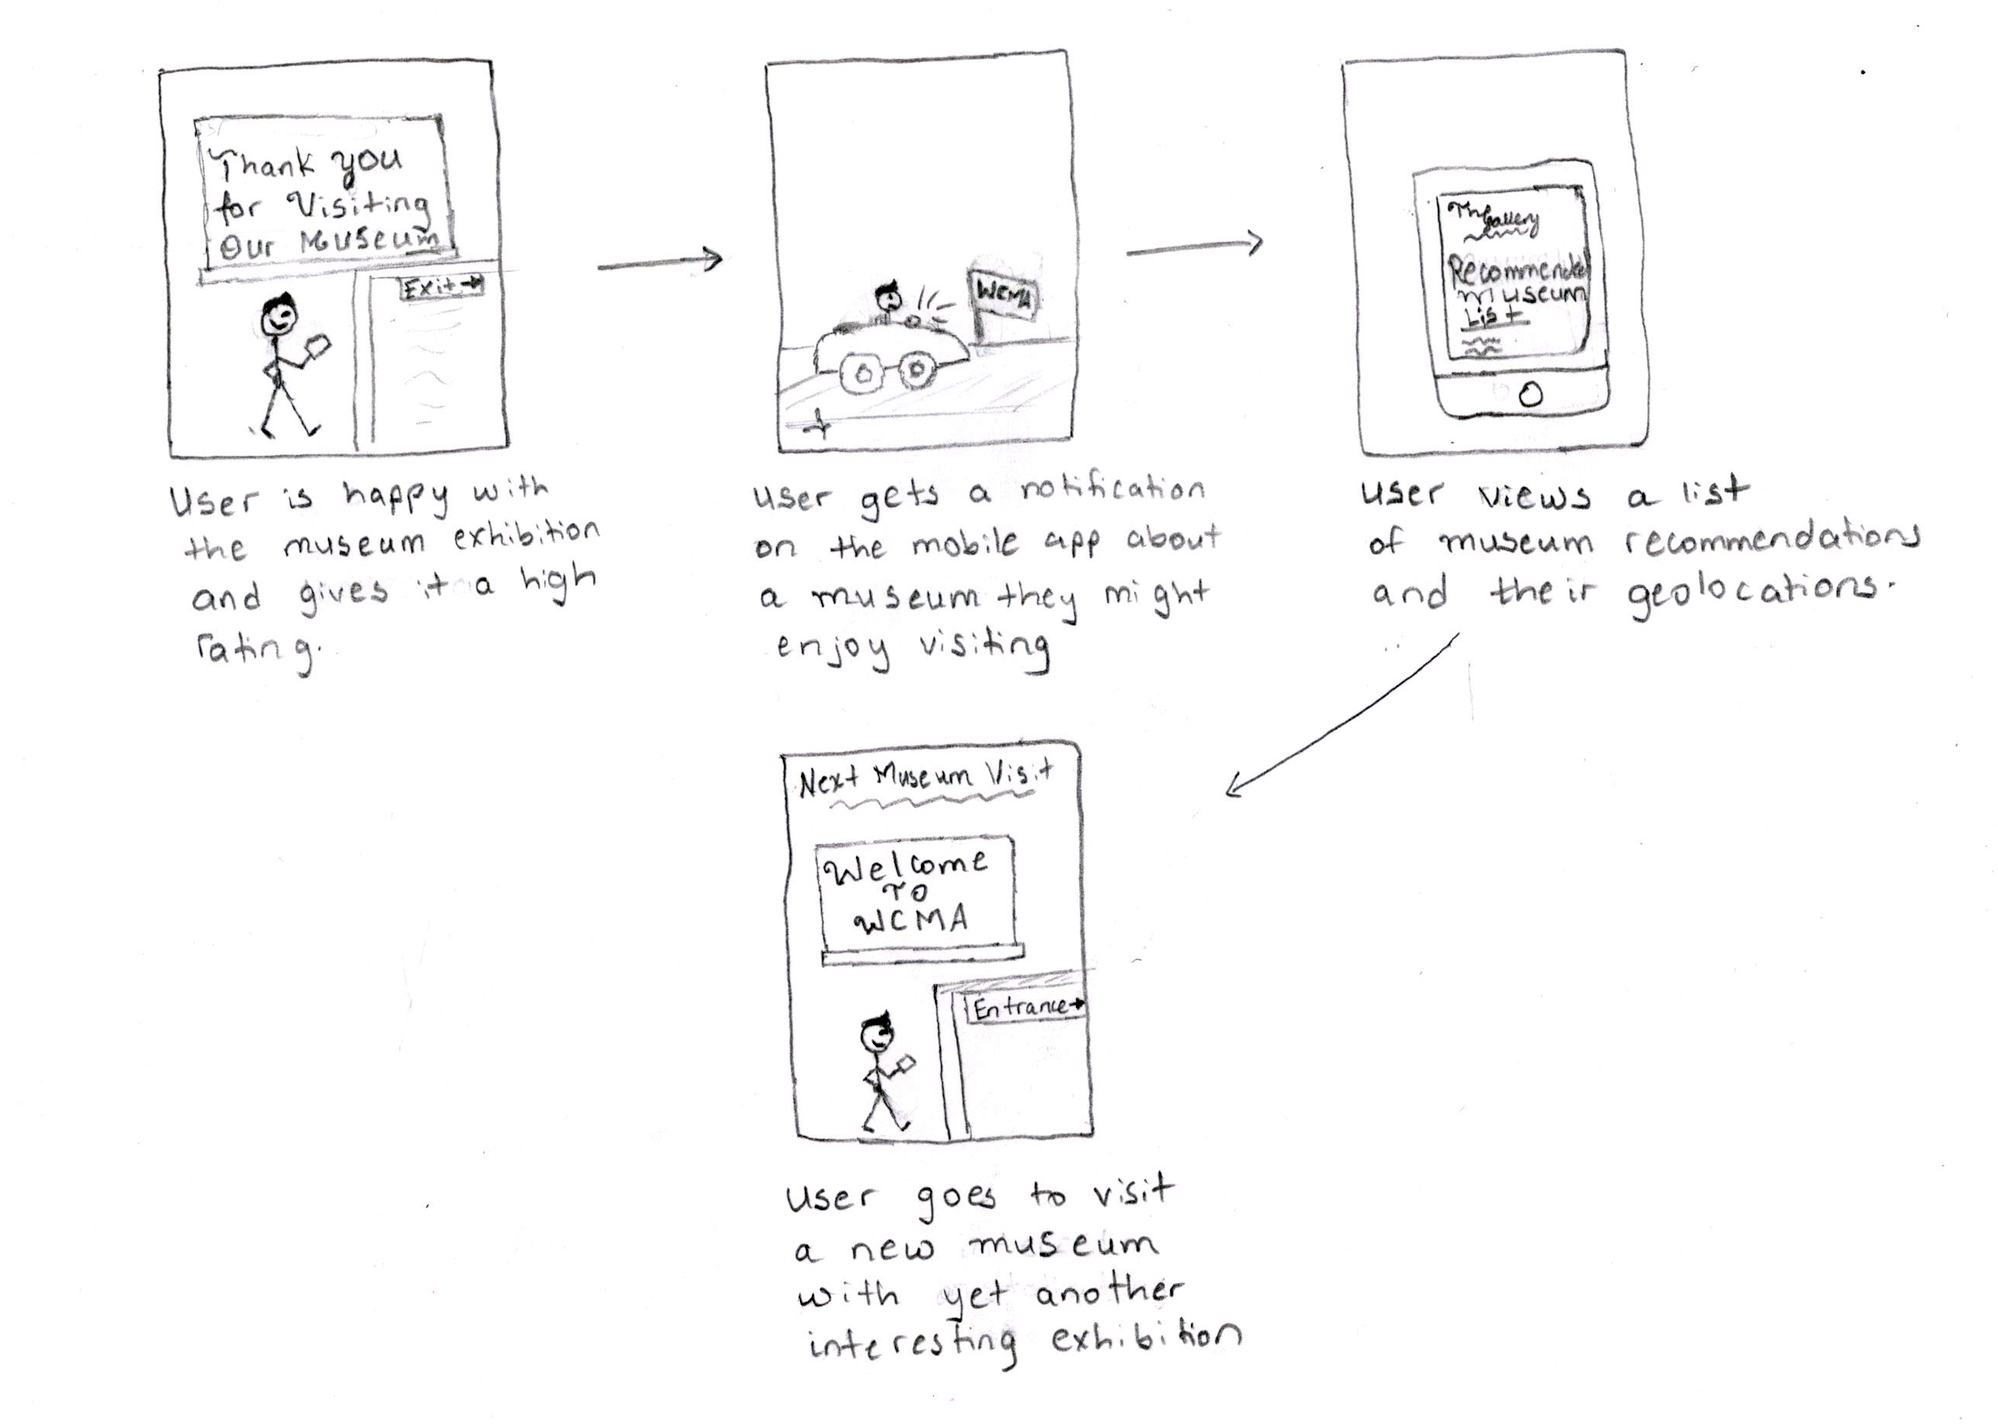 Thank you
for Visiting
Our Museum
Exit
User is happy with
the museum exhibition
and gives it a high
rating.
WCMA
User gets a notification
on the mobile app about
a museum they might
enjoy visiting
The Gallery
Recommended
Museum
List
User views a list
of museum recommendations
and their geolocations.
Next Museum Visit
Welcome
TO
WCMA
Entrance
User goes to visit
a new museum
with yet another
interesting exhibition